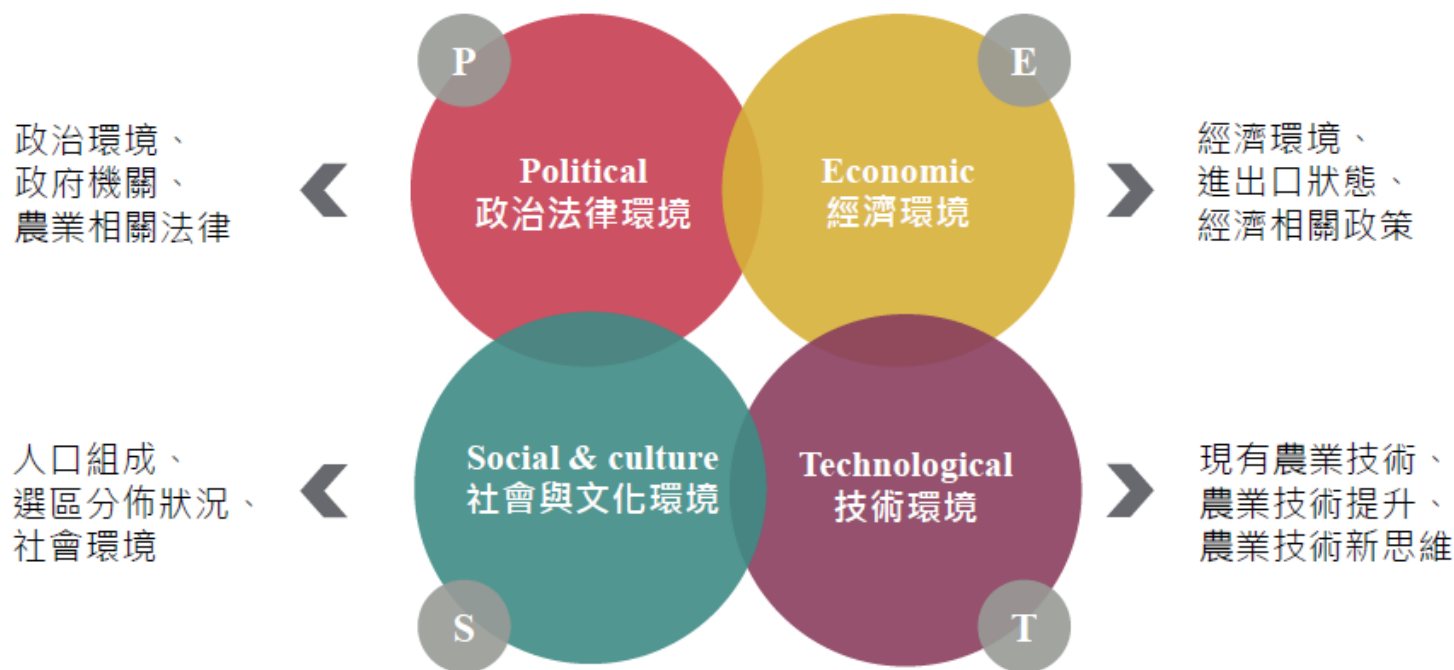 P
E
政治環境、
政府機關、
農業相關法律
Political
政治法律環境
Economic
經濟環境
經濟環境、
進出口狀態、
經濟相關政策
人口組成、
選區分佈狀況、
社會環境
Social & culture
社會與文化環境
Technological
技術環境
現有農業技術、
農業技術提升、
農業技術新思維
S
T